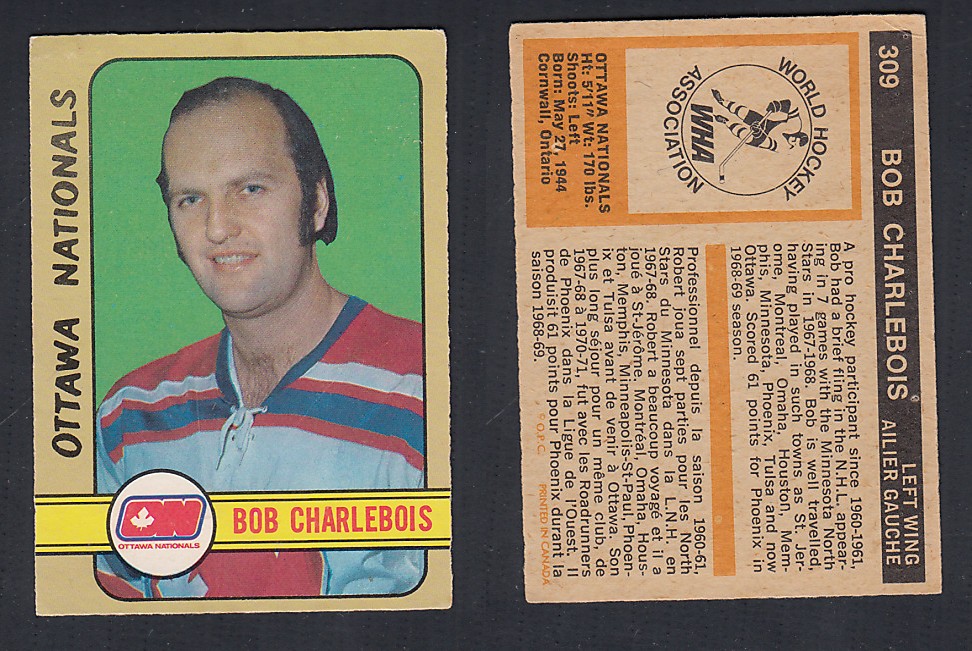 OTTAWA NATIONALS
ON
OTTAWA NATIONALS
BOB CHARLEBOIS
309 BOB CHARLEBOIS LEFT WING
AILIER GAUCHE
WORLD HOCKEY
ASSOCIATION
WHA
OTTAWA NATIONALS
Ht: 5'11" Wt: 170 lbs.
Shoots: Left
Born: May 27, 1944
Cornwall, Ontario
A pro hockey participant since 1960-1961,
Bob had a brief fling in the N.H.L. appear-
ing in 7 games with the Minnesota North
Stars in 1967-1968. Bob is well travelled,
having played in such towns as St. Jer-
ome, Montreal, Omaha, Houston, Mem-
phis, Minnesota, Phoenix, Tulsa and now
Ottawa. Scored 61 points for Phoenix in
1968-69 season.
Professionnel depuis la saison 1960-61,
Robert joua sept parties pour les North
Stars du Minnesota dans la L.N.H. en
1967-68. Robert a beaucoup voyagé et il a
joué à St-Jérôme, Montréal, Omaha, Hous-
ton, Memphis, Minneapolis-St-Paul, Phoen-
ix et Tulsa avant de venir à Ottawa. Son
plus long séjour pour un même club, de
1967-68 à 1970-71, fut avec les Roadrunners
de Phoenix dans la Ligue de l'Ouest. Il
produisit 61 points pour Phoenix durant la
saison 1968-69.
© O.P.C. PRINTED IN CANADA